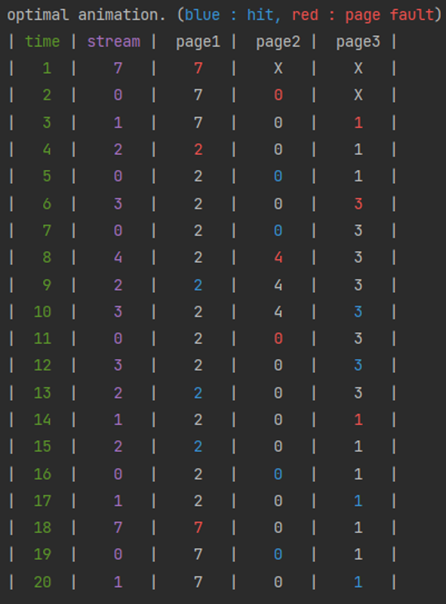 optimal animation. (blue : hit, red : page fault)
| time | stream | page1 | page2 | page3 |
| 1 | 7 | 7 | X | X |
| 2 | 0 | 7 | 0 | X |
| 3 | 1 | 7 | 0 | 1 |
| 4 | 2 | 2 | 0 | 1 |
| 5 | 0 | 2 | 0 | 1 |
| 6 | 3 | 2 | 0 | 3 |
| 7 | 0 | 2 | 0 | 3 |
| 8 | 4 | 2 | 4 | 3 |
| 9 | 2 | 2 | 4 | 3 |
| 10 | 3 | 2 | 4 | 3 |
| 11 | 0 | 2 | 0 | 3 |
| 12 | 3 | 2 | 0 | 3 |
| 13 | 2 | 2 | 0 | 3 |
| 14 | 1 | 2 | 0 | 1 |
| 15 | 2 | 2 | 0 | 1 |
| 16 | 0 | 2 | 0 | 1 |
| 17 | 1 | 2 | 0 | 1 |
| 18 | 7 | 7 | 0 | 1 |
| 19 | 0 | 7 | 0 | 1 |
| 20 | 1 | 7 | 0 | 1 |